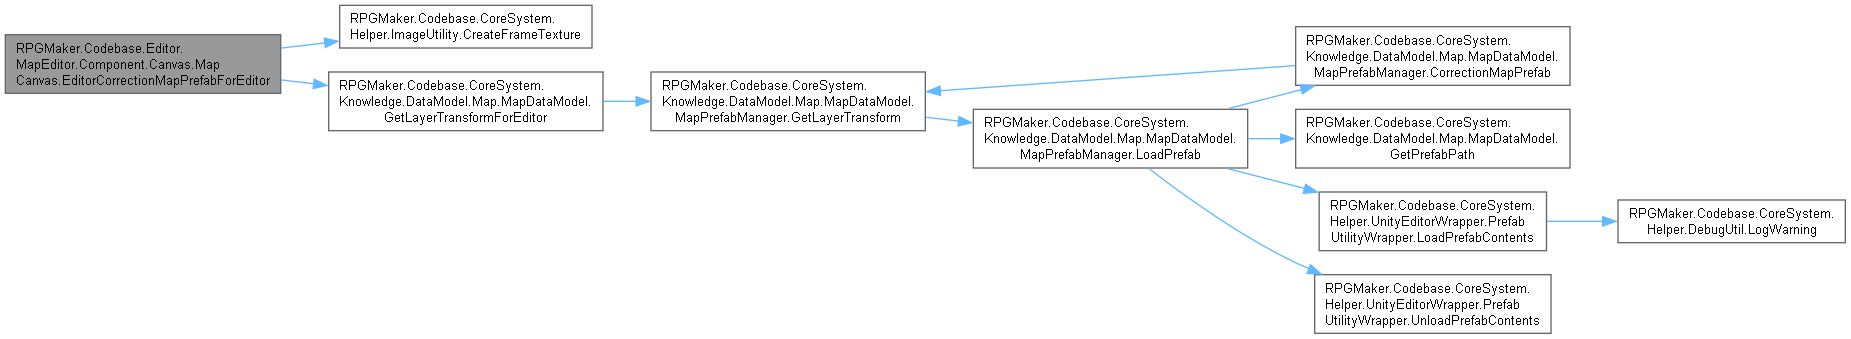 RPGMaker.Codebase.Editor.
MapEditor.Component.Canvas.Map
Canvas.EditorCorrectionMapPrefabForEditor
RPGMaker.Codebase.CoreSystem.
Helper.ImageUtility.CreateFrameTexture
RPGMaker.Codebase.CoreSystem.
Knowledge.DataModel.Map.MapDataModel.
GetLayerTransformForEditor
RPGMaker.Codebase.CoreSystem.
Knowledge.DataModel.Map.MapDataModel.
MapPrefabManager.GetLayerTransform
RPGMaker.Codebase.CoreSystem.
Knowledge.DataModel.Map.MapDataModel.
MapPrefabManager.LoadPrefab
RPGMaker.Codebase.CoreSystem.
Knowledge.DataModel.Map.MapDataModel.
MapPrefabManager.CorrectionMapPrefab
RPGMaker.Codebase.CoreSystem.
Knowledge.DataModel.Map.MapDataModel.
GetPrefabPath
RPGMaker.Codebase.CoreSystem.
Helper.UnityEditorWrapper.Prefab
UtilityWrapper.LoadPrefabContents
RPGMaker.Codebase.CoreSystem.
Helper.DebugUtil.LogWarning
RPGMaker.Codebase.CoreSystem.
Helper.UnityEditorWrapper.Prefab
UtilityWrapper.UnloadPrefabContents